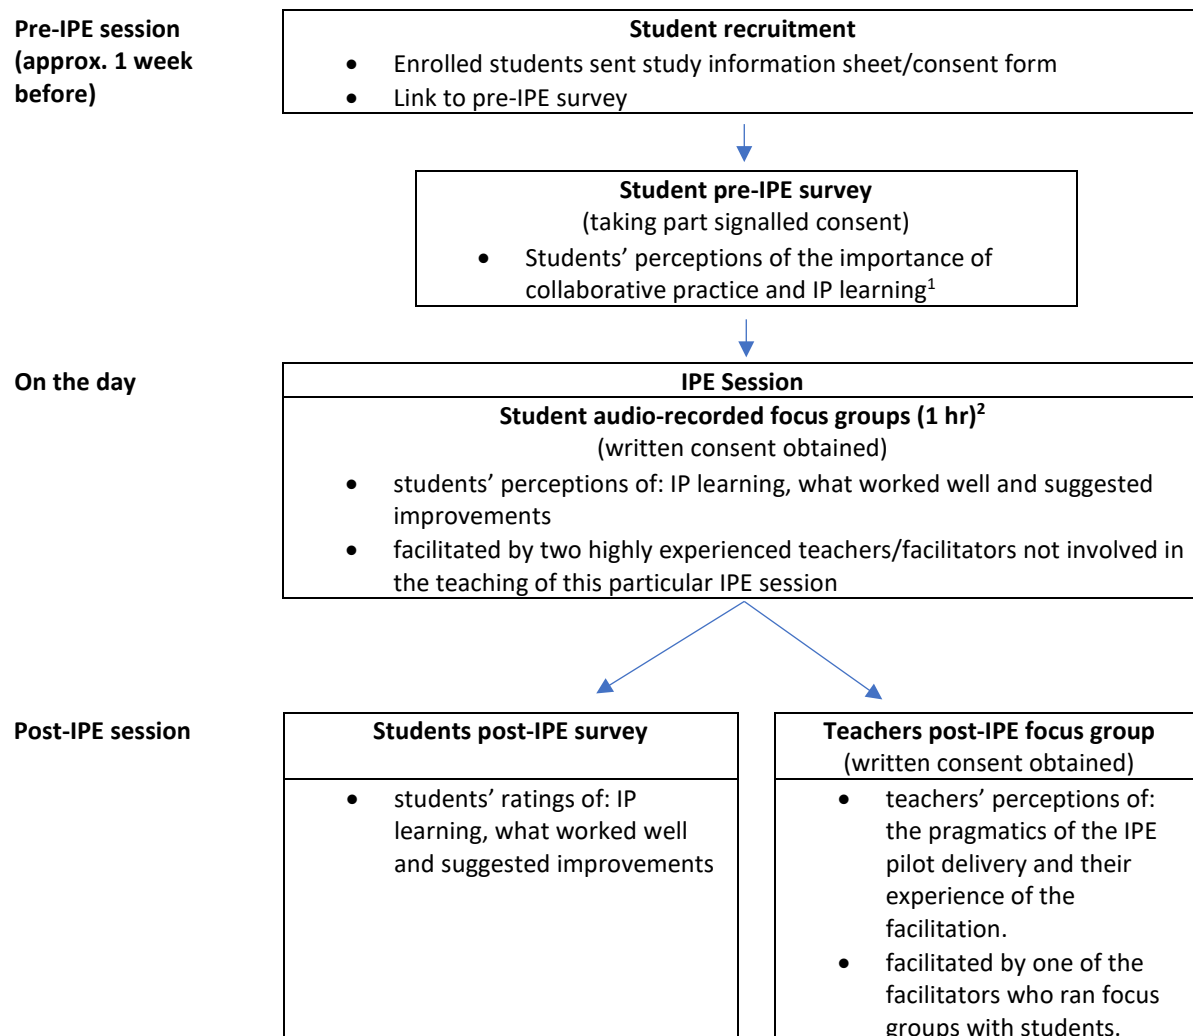 Pre-IPE session
(approx. 1 week
before)
Student recruitment
• Enrolled students sent study information sheet/consent form
• Link to pre-IPE survey
Student pre-IPE survey
(taking part signalled consent)
• Students’ perceptions of the importance of
collaborative practice and IP learning1
On the day
IPE Session
Student audio-recorded focus groups (1 hr)2
(written consent obtained)
• students’ perceptions of: IP learning, what worked well and suggested
improvements
• facilitated by two highly experienced teachers/facilitators not involved in
the teaching of this particular IPE session
Post-IPE session
Students post-IPE survey
• students’ ratings of: IP
learning, what worked well
and suggested improvements
Teachers post-IPE focus group
(written consent obtained)
• teachers’ perceptions of:
the pragmatics of the IPE
pilot delivery and their
experience of the
facilitation.
• facilitated by one of the
facilitators who ran focus
groups with students.